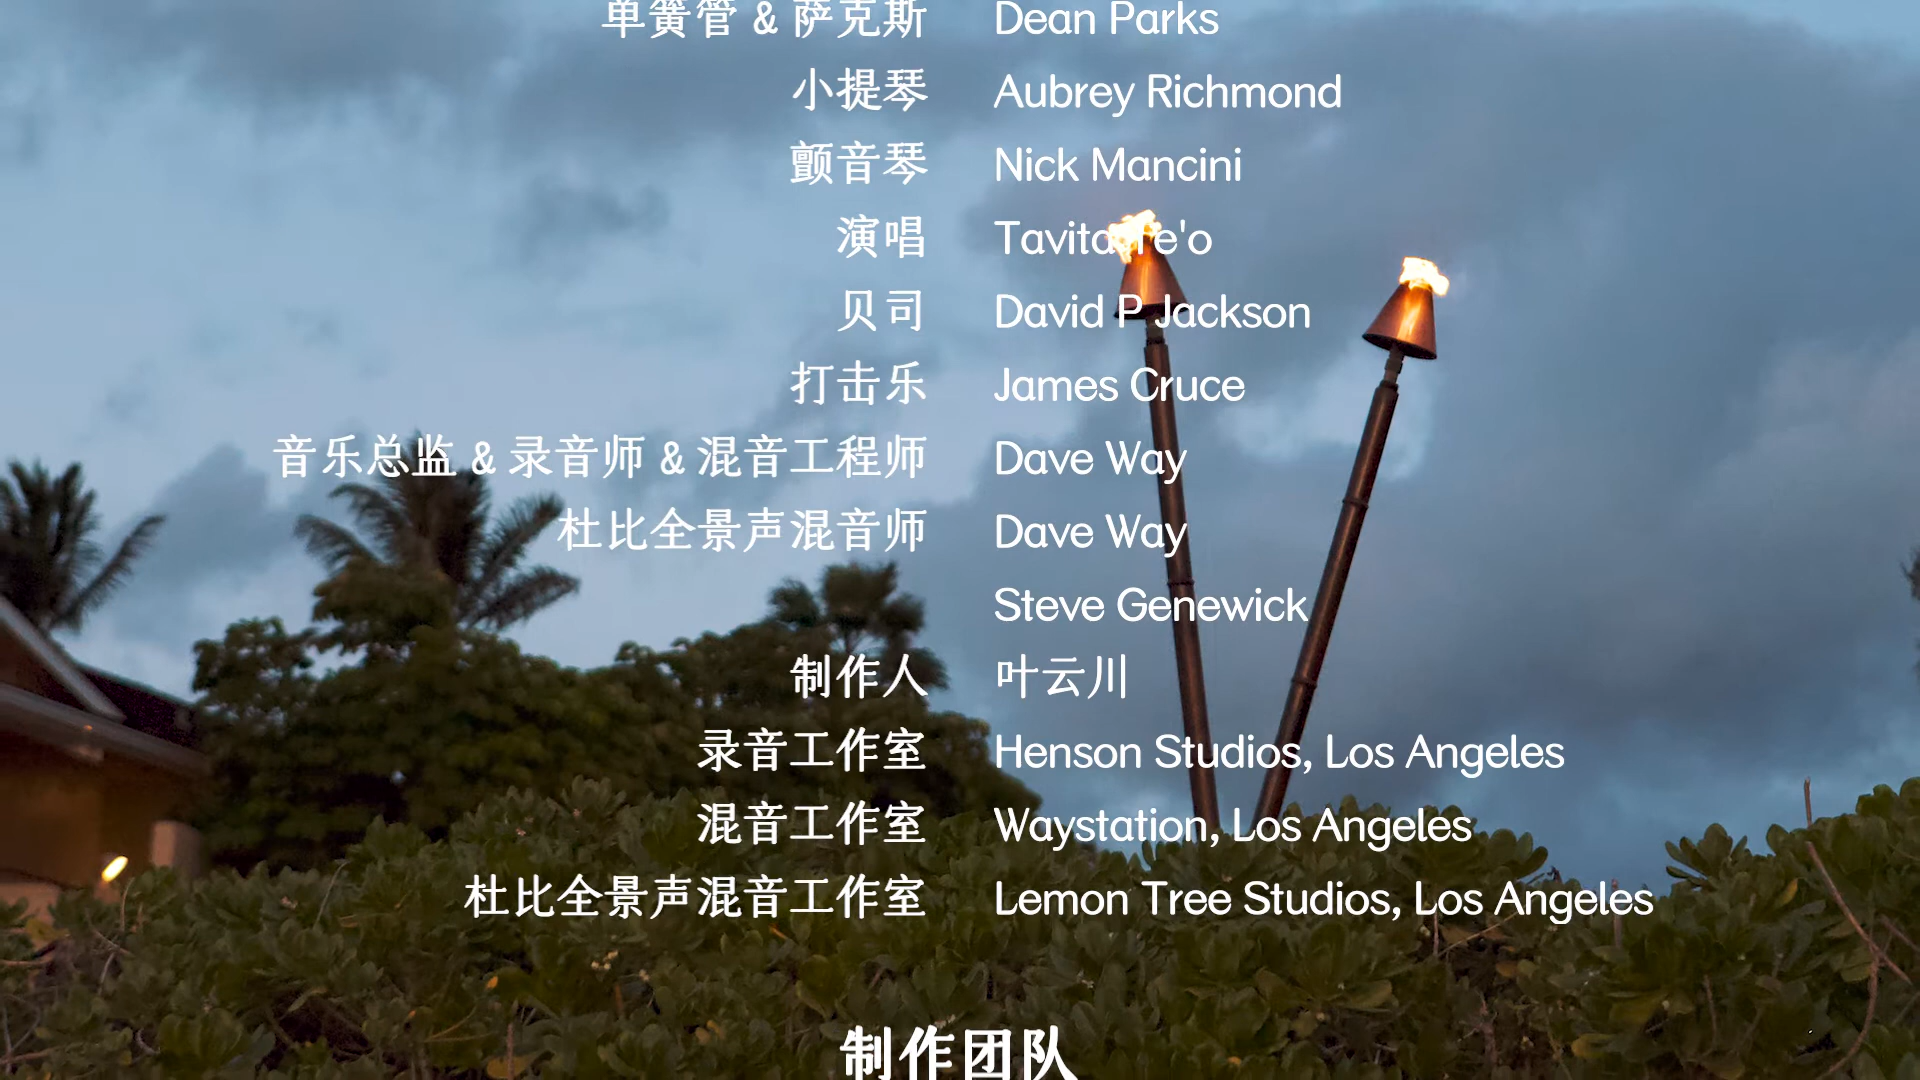 单簧管 & 萨克斯 Dean Parks
小提琴 Aubrey Richmond
颤音琴 Nick Mancini
演唱 Tavita Te'o
贝司 David P Jackson
打击乐 James Cruce
音乐总监 & 录音师 & 混音工程师 Dave Way
杜比全景声混音师 Dave Way
Steve Genewick
制作人 叶云川
录音工作室 Henson Studios, Los Angeles
混音工作室 Waystation, Los Angeles
杜比全景声混音工作室 Lemon Tree Studios, Los Angeles
制作团队